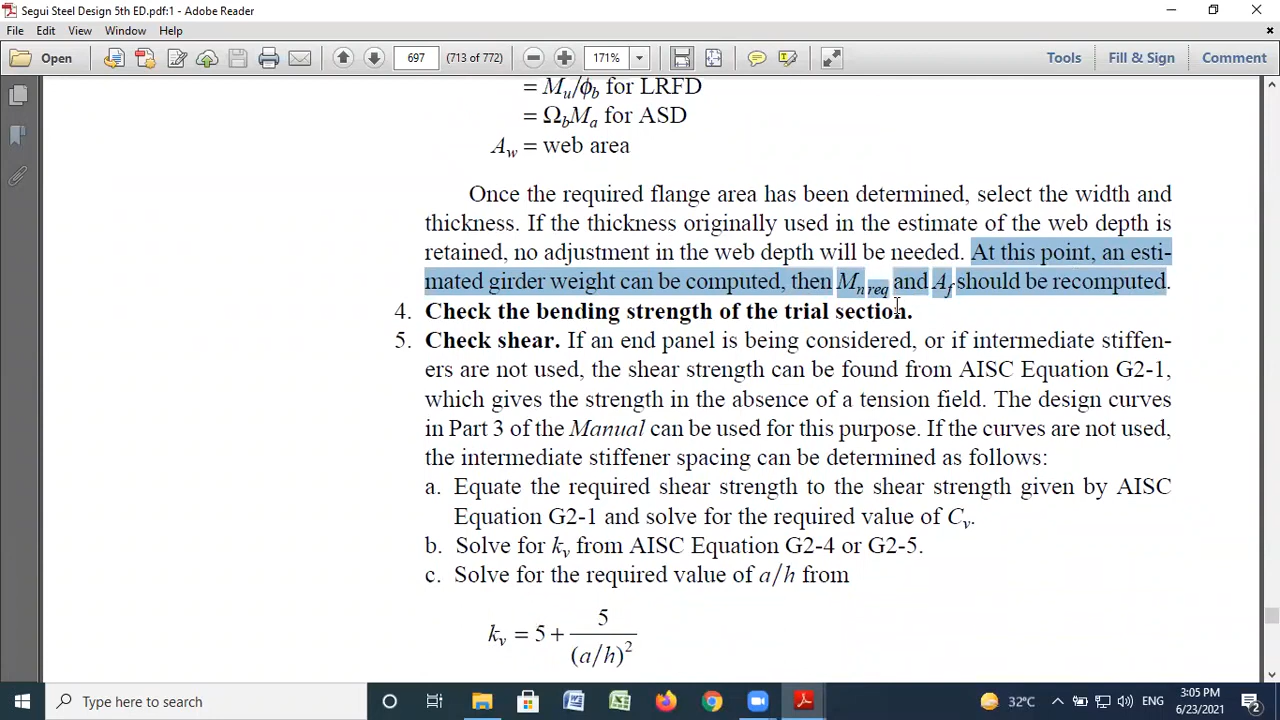 Segui Steel Design 5th ED.pdf:1 - Adobe Reader
File Edit View Window Help
Open 697 (713 of 772) 171% Tools Fill & Sign Comment
= Mu/ϕb for LRFD
= ΩbMa for ASD
Aw = web area
Once the required flange area has been determined, select the width and
thickness. If the thickness originally used in the estimate of the web depth is
retained, no adjustment in the web depth will be needed. At this point, an esti-
mated girder weight can be computed, then Mn req and Af should be recomputed.
4. Check the bending strength of the trial section.
5. Check shear. If an end panel is being considered, or if intermediate stiffen-
ers are not used, the shear strength can be found from AISC Equation G2-1,
which gives the strength in the absence of a tension field. The design curves
in Part 3 of the Manual can be used for this purpose. If the curves are not used,
the intermediate stiffener spacing can be determined as follows:
a. Equate the required shear strength to the shear strength given by AISC
Equation G2-1 and solve for the required value of Cv.
b. Solve for kv from AISC Equation G2-4 or G2-5.
c. Solve for the required value of a/h from
kv = 5 + 5/(a/h)²
Type here to search 32°C ENG 3:05 PM
6/23/2021 2